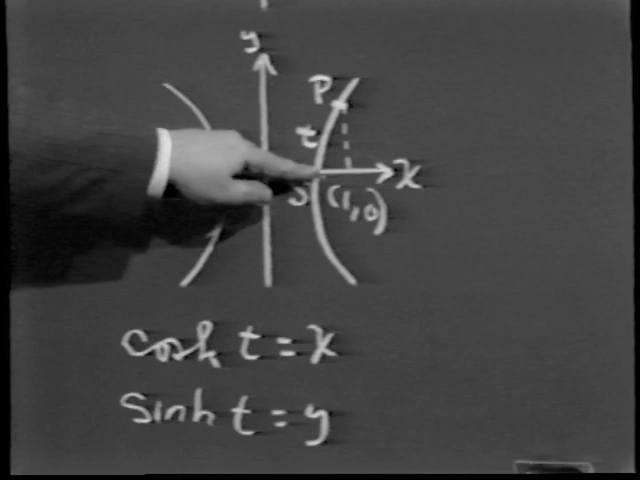 y
P
t
x
S (1,0)
cosh t = x
sinh t = y